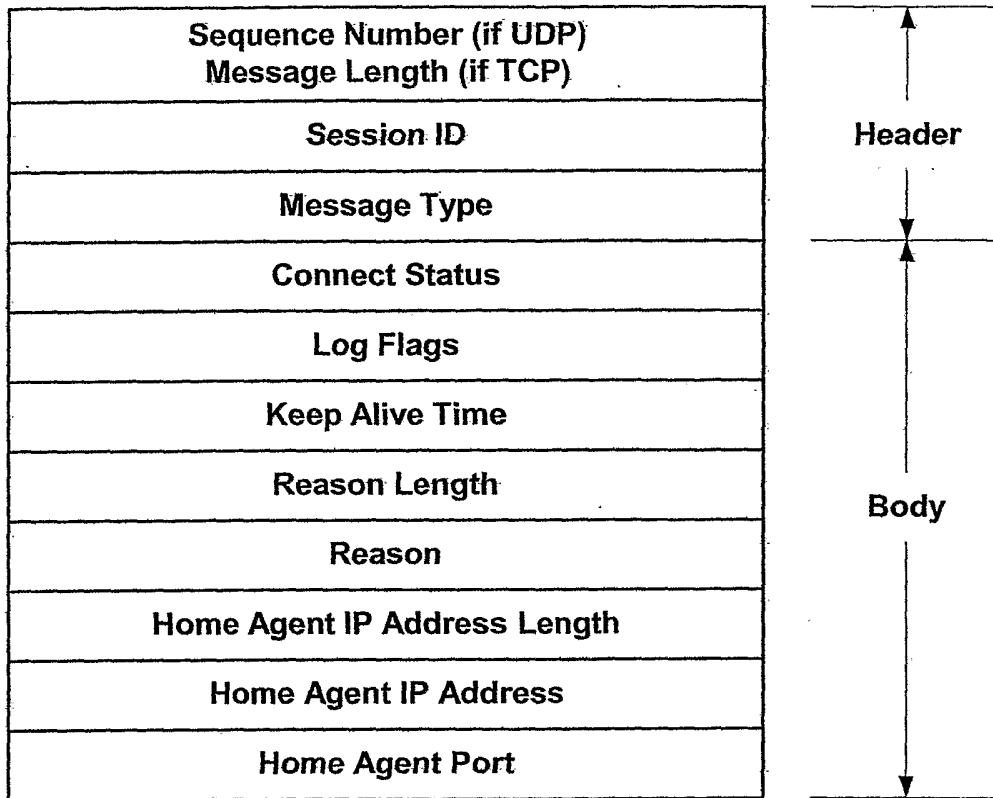 Sequence Number (if UDP)
Message Length (if TCP)
Session ID
Header
Message Type
Connect Status
Log Flags
Keep Alive Time
Reason Length
Body
Reason
Home Agent IP Address Length
Home Agent IP Address
Home Agent Port